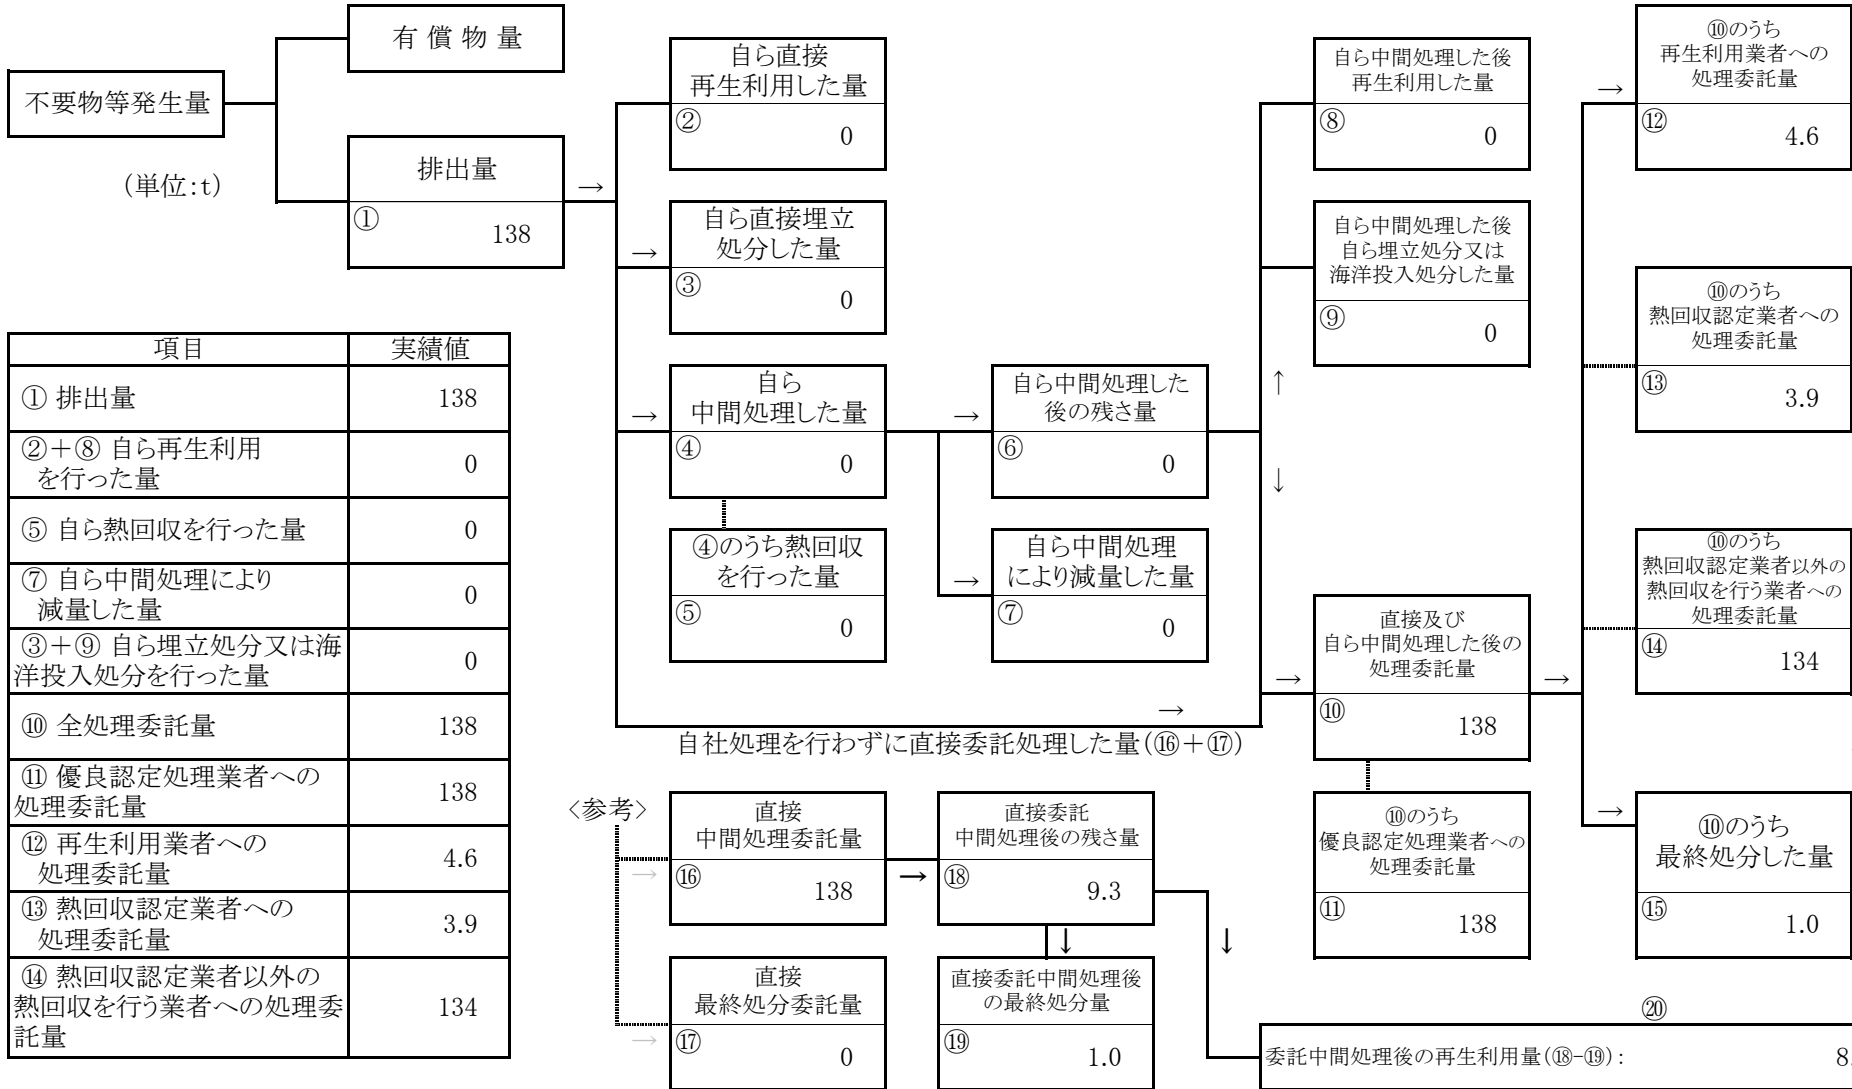 不要物等発生量
有 償 物 量
(単位:t)
排出量
①
138
→
自ら直接
再生利用した量
②
0
→
自ら直接埋立
処分した量
③
0
→
自ら
中間処理した量
④
0
④のうち熱回収
を行った量
⑤
0
→
自ら中間処理した
後の残さ量
⑥
0
→
自ら中間処理
により減量した量
⑦
0
自ら中間処理した後
再生利用した量
⑧
0
自ら中間処理した後
自ら埋立処分又は
海洋投入処分した量
⑨
0
↑
↓
→
自社処理を行わずに直接委託処理した量(⑯+⑰)
→
直接及び
自ら中間処理した後の
処理委託量
⑩
138
⑩のうち
優良認定処理業者への
処理委託量
⑪
138
→
→
⑩のうち
再生利用業者への
処理委託量
⑫
4.6
⑩のうち
熱回収認定業者への
処理委託量
⑬
3.9
⑩のうち
熱回収認定業者以外の
熱回収を行う業者への
処理委託量
⑭
134
→
⑩のうち
最終処分した量
⑮
1.0
項目 実績値
① 排出量 138
②+⑧ 自ら再生利用
を行った量 0
⑤ 自ら熱回収を行った量 0
⑦ 自ら中間処理により
減量した量 0
③+⑨ 自ら埋立処分又は海
洋投入処分を行った量 0
⑩ 全処理委託量 138
⑪ 優良認定処理業者への
処理委託量 138
⑫ 再生利用業者への
処理委託量 4.6
⑬ 熱回収認定業者への
処理委託量 3.9
⑭ 熱回収認定業者以外の
熱回収を行う業者への処理委
託量 134
<参考>
→
直接
中間処理委託量
⑯
138
→
直接委託
中間処理後の残さ量
⑱
9.3
↓
↓
→
直接
最終処分委託量
⑰
0
直接委託中間処理後
の最終処分量
⑲
1.0
⑳
委託中間処理後の再生利用量(⑱-⑲):